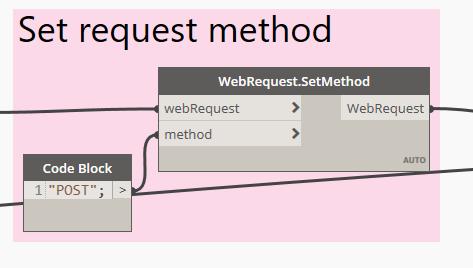 Set request method
WebRequest.SetMethod
webRequest > WebRequest
method >
AUTO
Code Block
1 "POST"; >